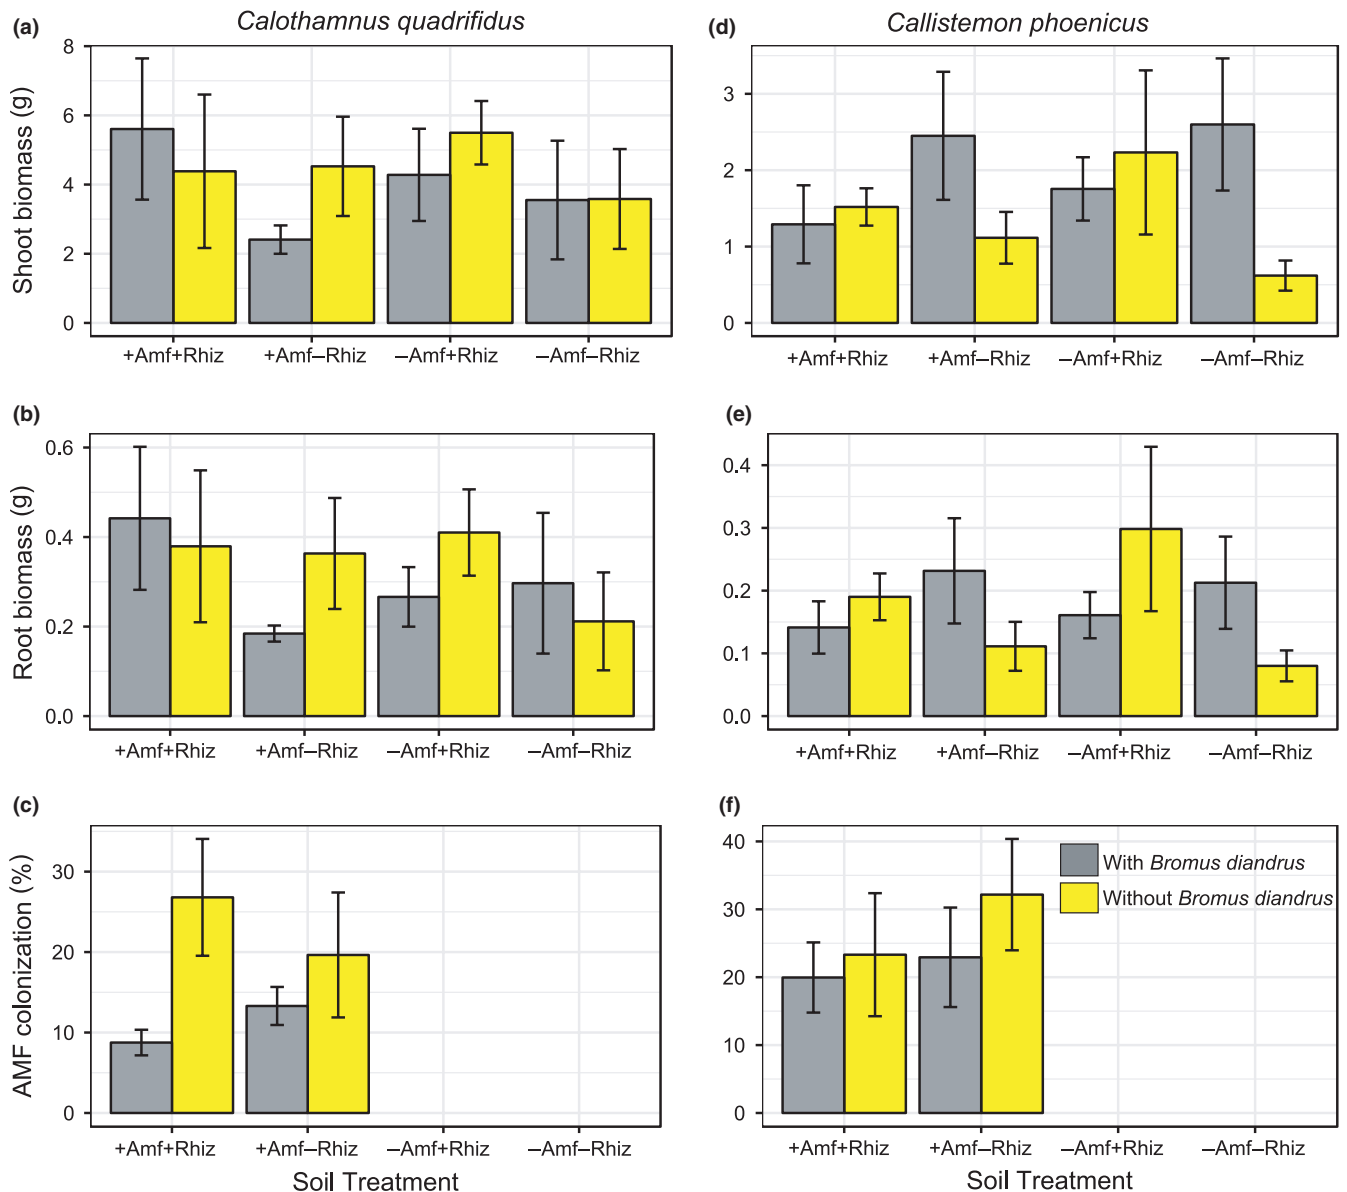 (a)
Calothamnus quadrifidus
Shoot biomass (g)
8
6
4
2
0
+Amf+Rhiz +Amf–Rhiz –Amf+Rhiz –Amf–Rhiz
(d)
Callistemon phoenicus
3
2
1
0
+Amf+Rhiz +Amf–Rhiz –Amf+Rhiz –Amf–Rhiz
(b)
Root biomass (g)
0.6
0.4
0.2
0.0
+Amf+Rhiz +Amf–Rhiz –Amf+Rhiz –Amf–Rhiz
(e)
0.4
0.3
0.2
0.1
0.0
+Amf+Rhiz +Amf–Rhiz –Amf+Rhiz –Amf–Rhiz
(c)
AMF colonization (%)
30
20
10
0
+Amf+Rhiz +Amf–Rhiz –Amf+Rhiz –Amf–Rhiz
Soil Treatment
(f)
40
30
20
10
0
With Bromus diandrus
Without Bromus diandrus
+Amf+Rhiz +Amf–Rhiz –Amf+Rhiz –Amf–Rhiz
Soil Treatment